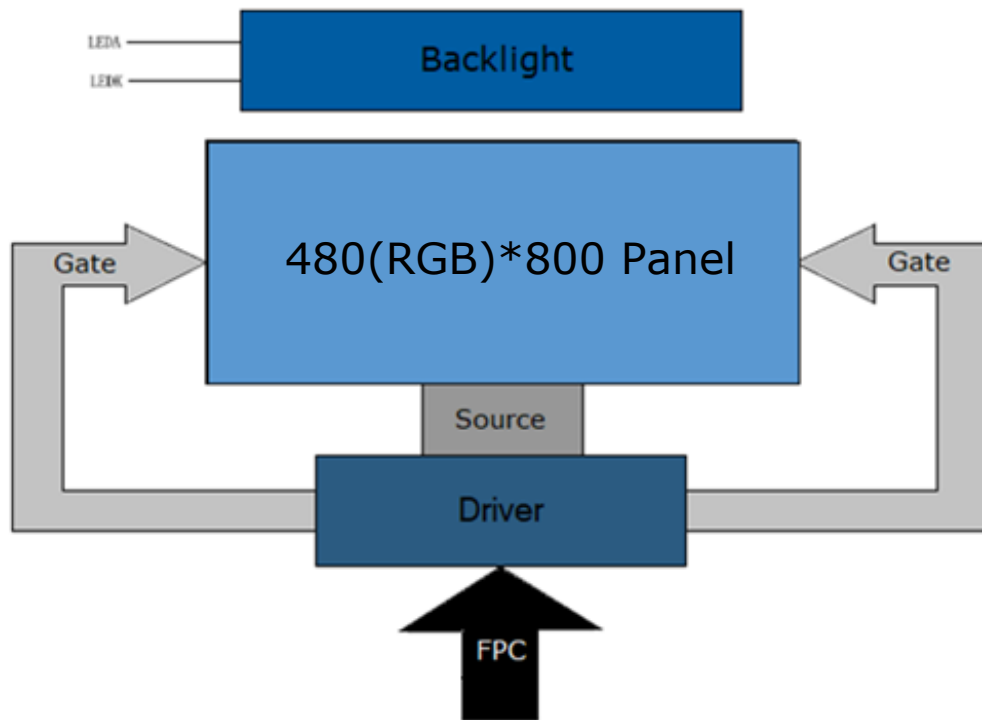 LEDA
Backlight
LEDK
480(RGB)*800 Panel
Gate
Gate
Source
Driver
FPC